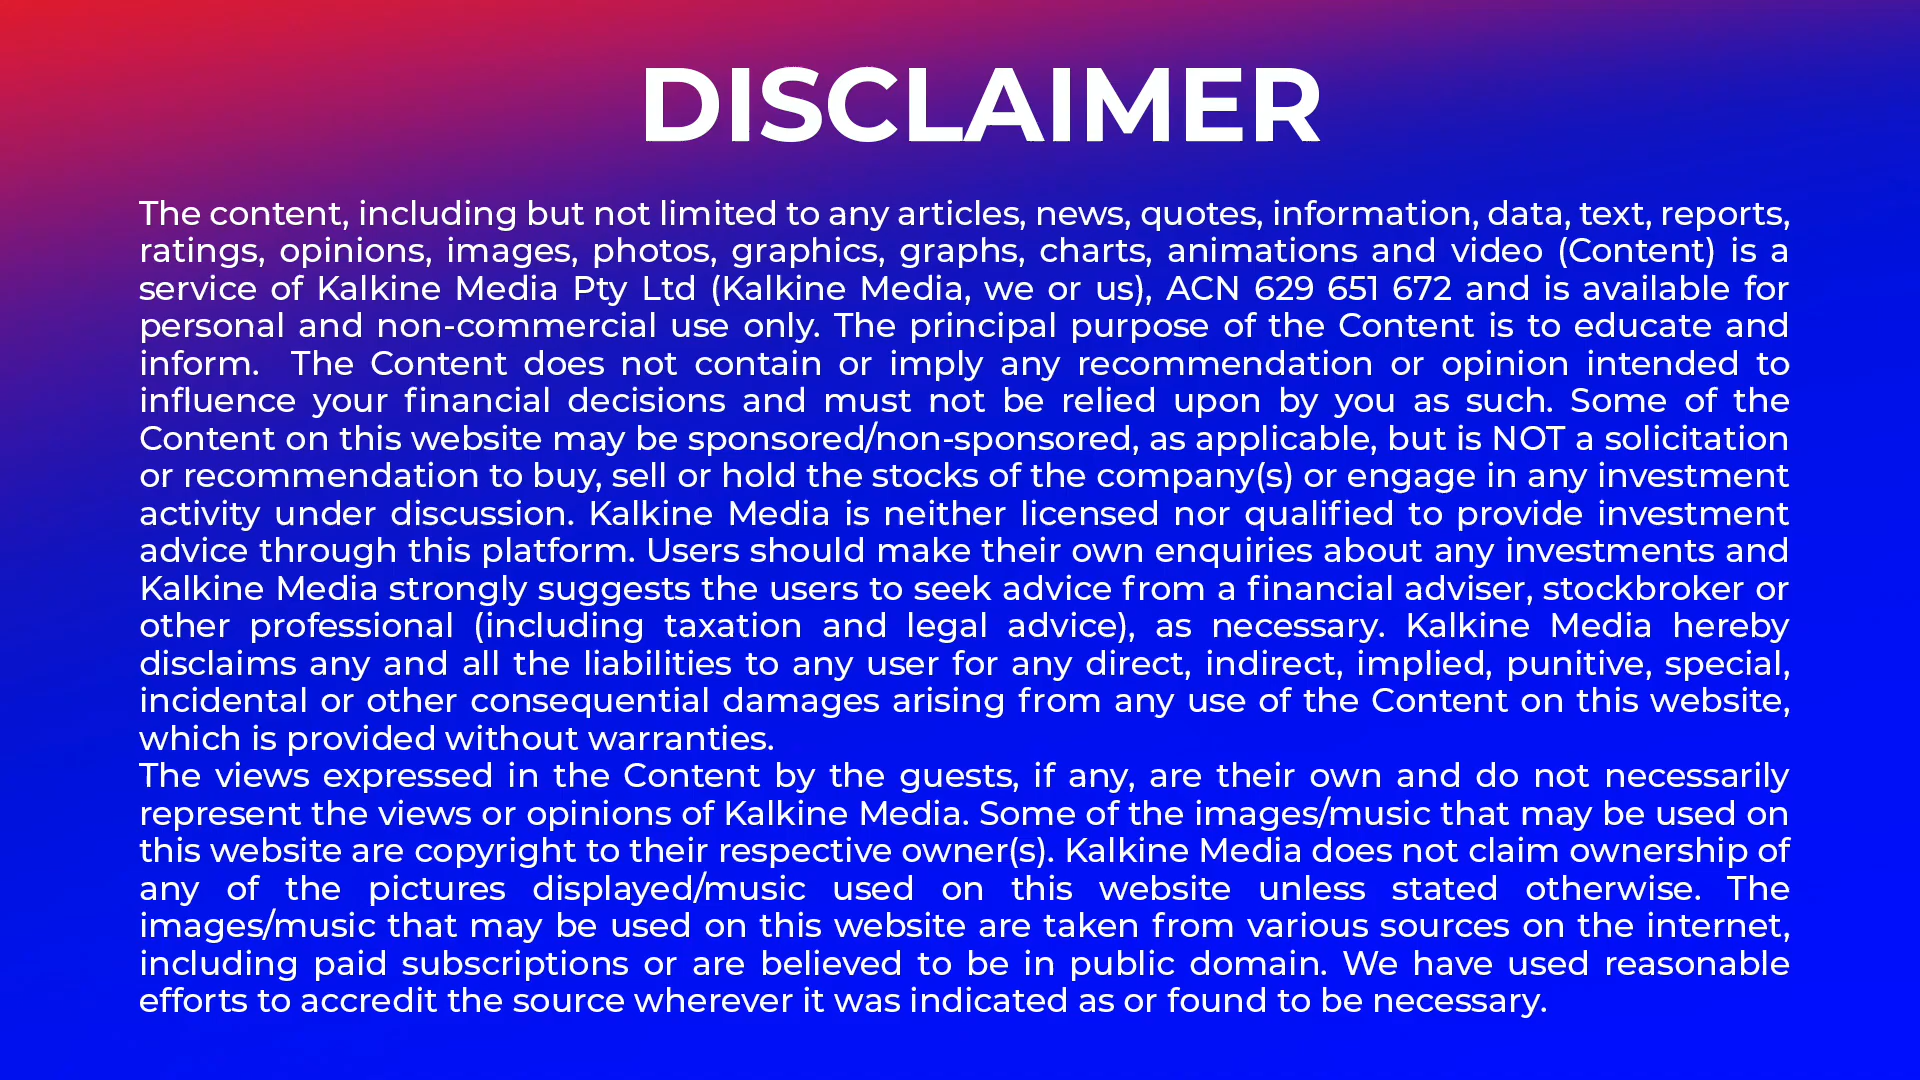 DISCLAIMER
The content, including but not limited to any articles, news, quotes, information, data, text, reports,
ratings, opinions, images, photos, graphics, graphs, charts, animations and video (Content) is a
service of Kalkine Media Pty Ltd (Kalkine Media, we or us), ACN 629 651 672 and is available for
personal and non-commercial use only. The principal purpose of the Content is to educate and
inform.  The Content does not contain or imply any recommendation or opinion intended to
influence your financial decisions and must not be relied upon by you as such. Some of the
Content on this website may be sponsored/non-sponsored, as applicable, but is NOT a solicitation
or recommendation to buy, sell or hold the stocks of the company(s) or engage in any investment
activity under discussion. Kalkine Media is neither licensed nor qualified to provide investment
advice through this platform. Users should make their own enquiries about any investments and
Kalkine Media strongly suggests the users to seek advice from a financial adviser, stockbroker or
other professional (including taxation and legal advice), as necessary. Kalkine Media hereby
disclaims any and all the liabilities to any user for any direct, indirect, implied, punitive, special,
incidental or other consequential damages arising from any use of the Content on this website,
which is provided without warranties.
The views expressed in the Content by the guests, if any, are their own and do not necessarily
represent the views or opinions of Kalkine Media. Some of the images/music that may be used on
this website are copyright to their respective owner(s). Kalkine Media does not claim ownership of
any of the pictures displayed/music used on this website unless stated otherwise. The
images/music that may be used on this website are taken from various sources on the internet,
including paid subscriptions or are believed to be in public domain. We have used reasonable
efforts to accredit the source wherever it was indicated as or found to be necessary.